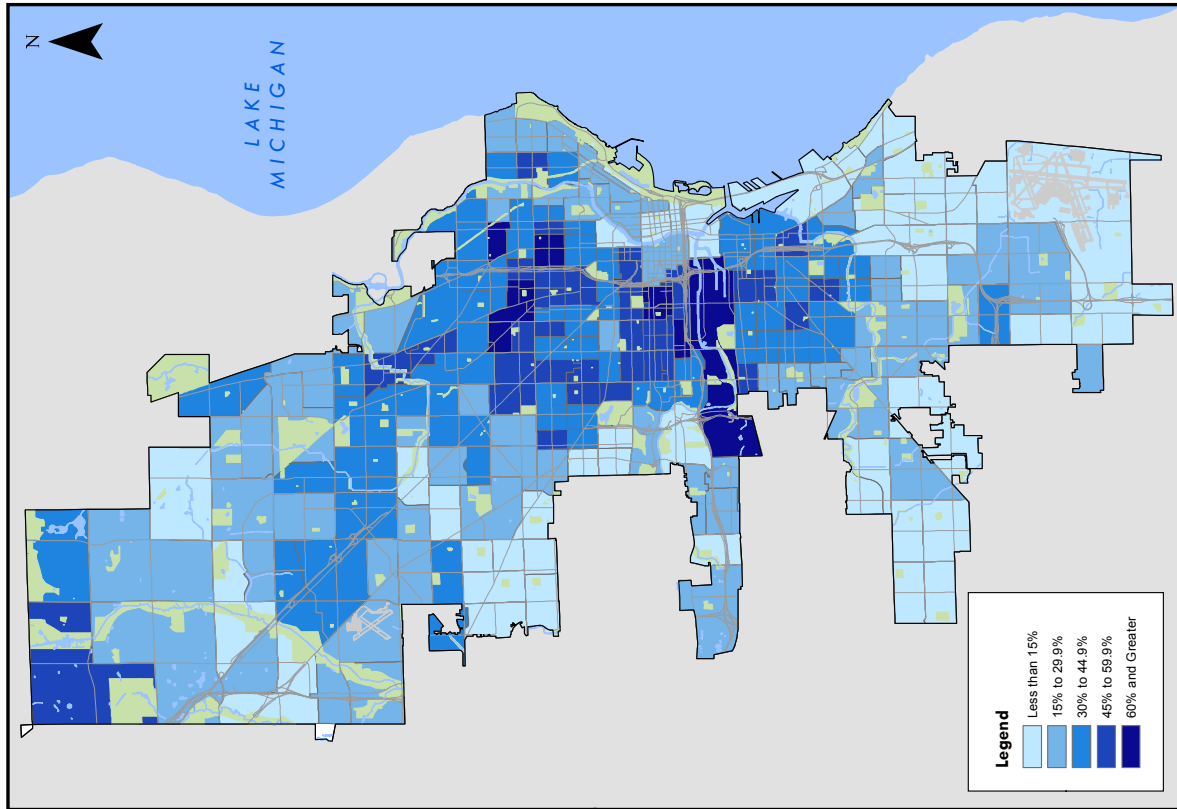 N
LAKE
MICHIGAN
Legend
Less than 15%
15% to 29.9%
30% to 44.9%
45% to 59.9%
60% and Greater